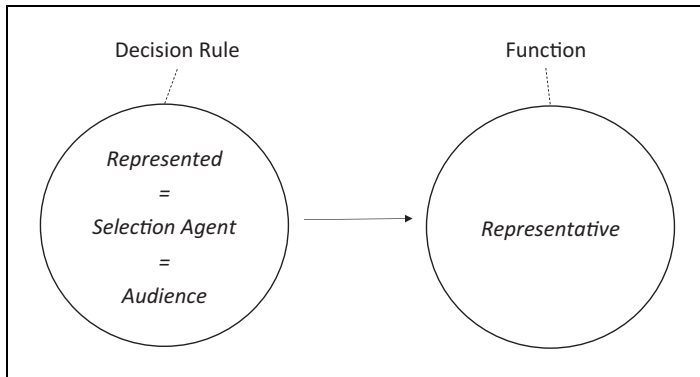 Decision Rule
Function
Represented
=
Selection Agent
=
Audience
Representative